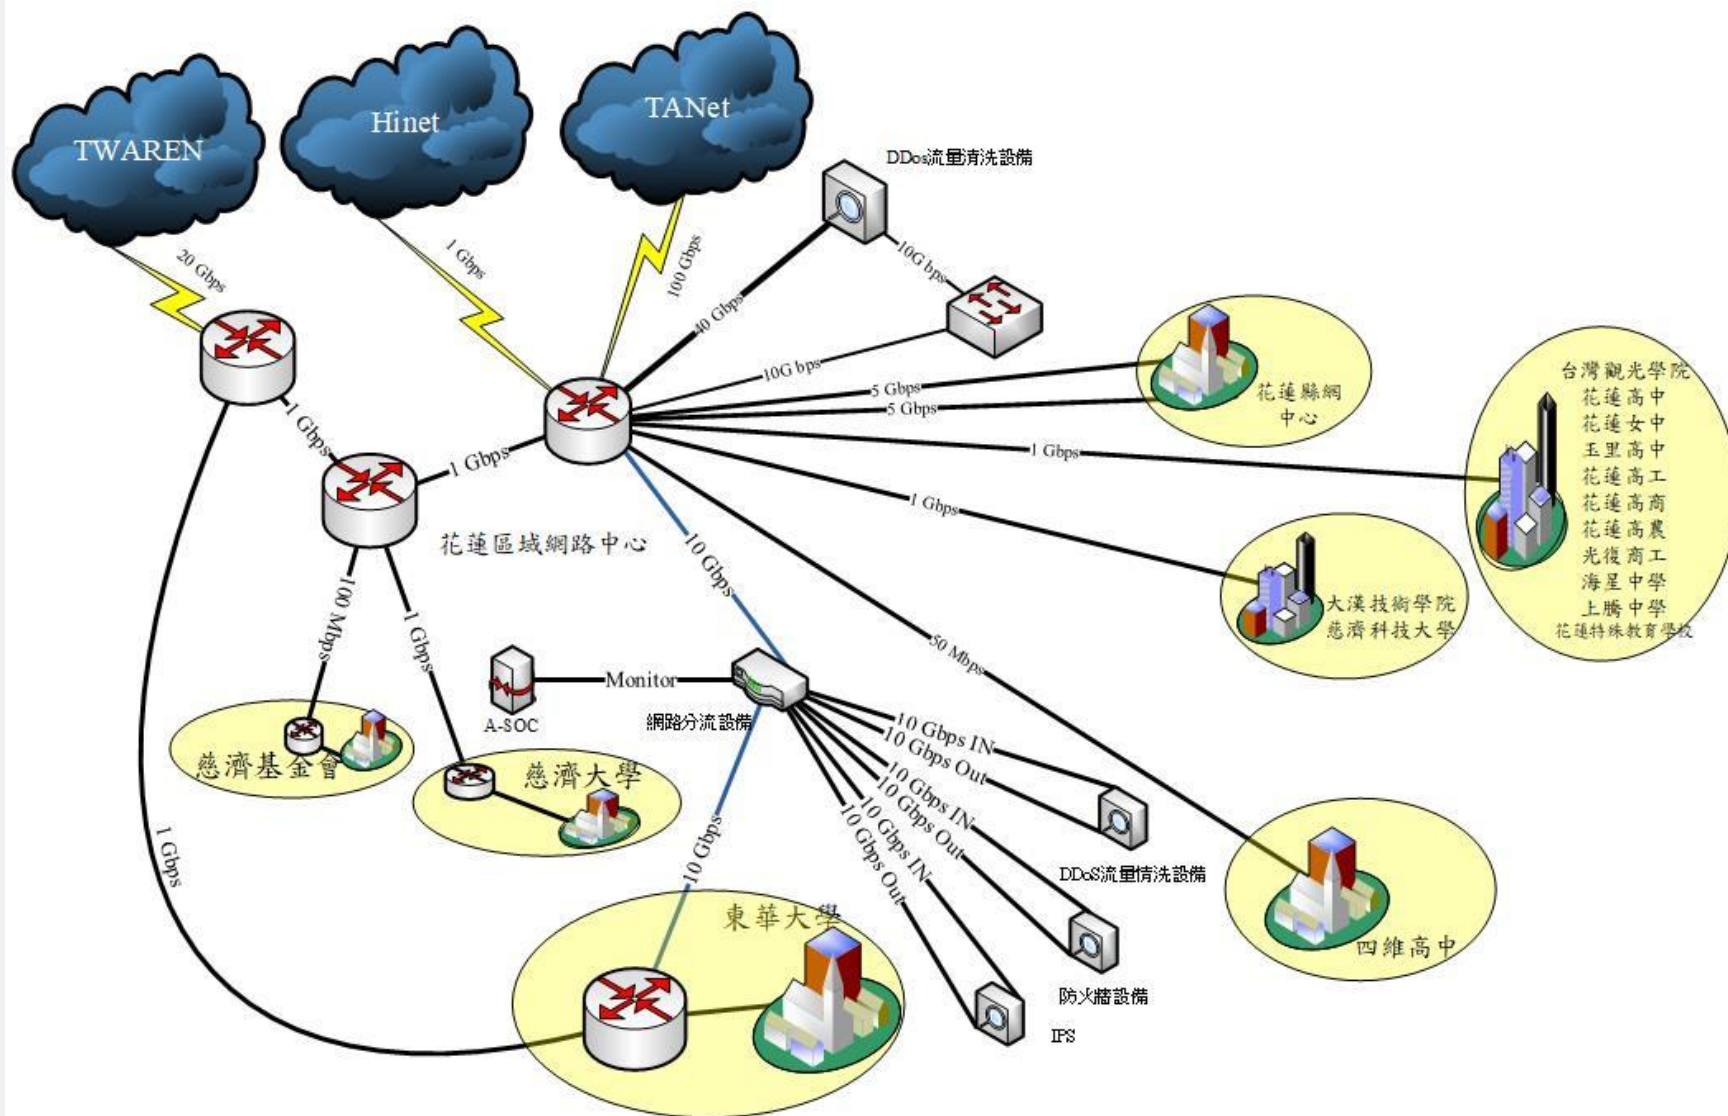 TWAREN
Hinet
TANet
DDos流量清洗設備
20 Gbps
1 Gbps
100 Gbps
40 Gbps
10G bps
10G bps
5 Gbps
5 Gbps
花蓮縣網
中心
1 Gbps
台灣觀光學院
花蓮高中
花蓮女中
玉里高中
花蓮高工
花蓮高商
花蓮高農
光復商工
海星中學
上騰中學
花蓮特殊教育學校
1 Gbps
1 Gbps
花蓮區域網路中心
10 Gbps
1 Gbps
大漢技術學院
慈濟科技大學
100 Mbps
1 Gbps
50 Mbps
Monitor
A-SOC
網路分流設備
慈濟基金會
慈濟大學
10 Gbps IN
10 Gbps Out
10 Gbps IN
10 Gbps Out
10 Gbps IN
10 Gbps Out
1 Gbps
10 Gbps
DDoS流量情洗設備
東華大學
四維高中
防火牆設備
IPS